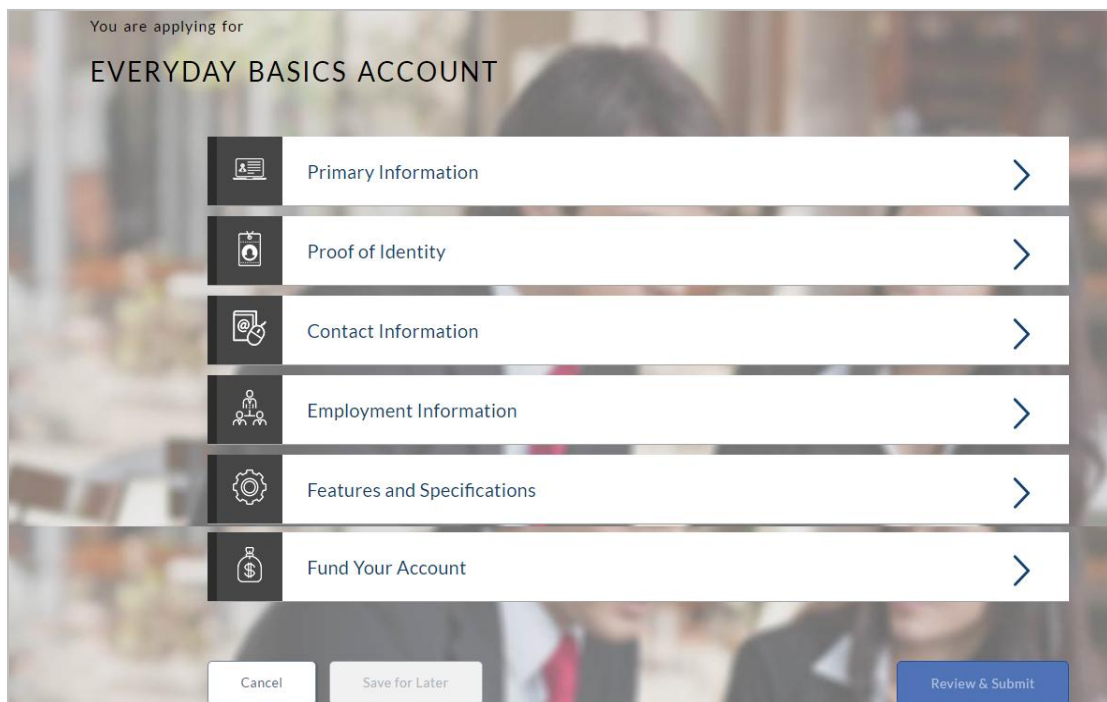 You are applying for
EVERYDAY BASICS ACCOUNT
Primary Information
Proof of Identity
Contact Information
Employment Information
Features and Specifications
Fund Your Account
Cancel
Save for Later
Review & Submit